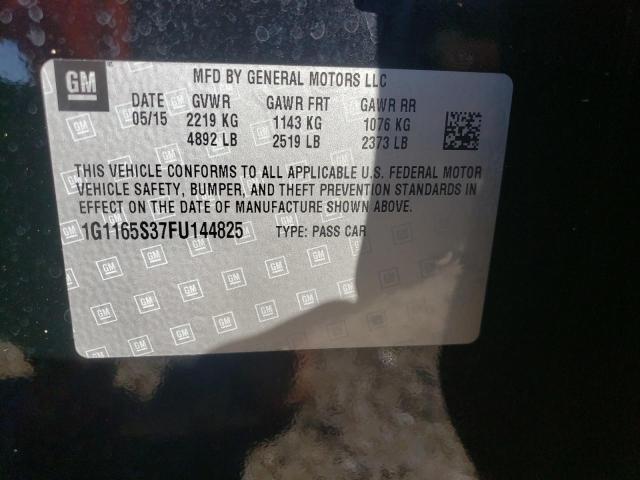 GM MFD BY GENERAL MOTORS LLC
DATE GVWR GAWR FRT GAWR RR
05/15 2219 KG 1143 KG 1076 KG
4892 LB 2519 LB 2373 LB
THIS VEHICLE CONFORMS TO ALL APPLICABLE U.S. FEDERAL MOTOR
VEHICLE SAFETY, BUMPER, AND THEFT PREVENTION STANDARDS IN
EFFECT ON THE DATE OF MANUFACTURE SHOWN ABOVE.
1G1165S37FU144825 TYPE: PASS CAR